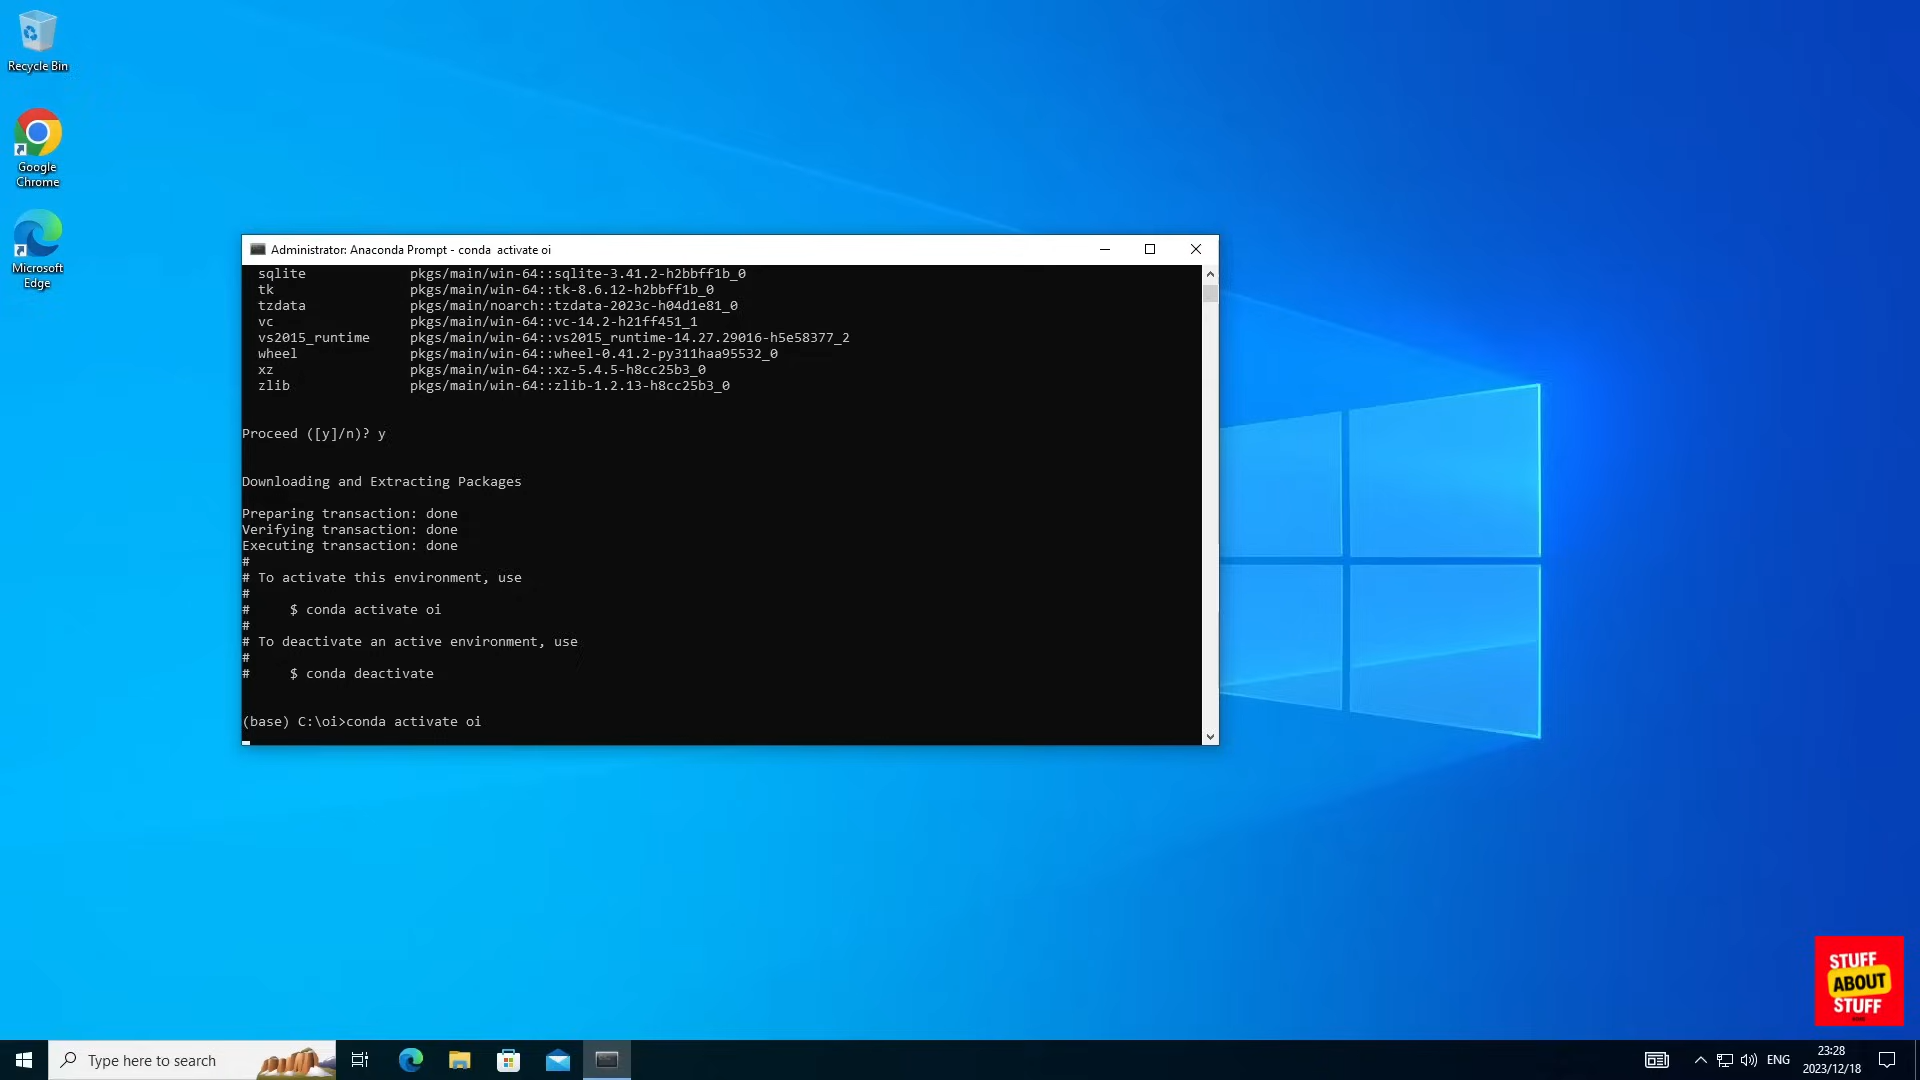 Recycle Bin
Google
Chrome
Microsoft
Edge
Administrator: Anaconda Prompt - conda  activate oi
sqlite             pkgs/main/win-64::sqlite-3.41.2-h2bbff1b_0
tk                 pkgs/main/win-64::tk-8.6.12-h2bbff1b_0
tzdata             pkgs/main/noarch::tzdata-2023c-h04d1e81_0
vc                 pkgs/main/win-64::vc-14.2-h21ff451_1
vs2015_runtime     pkgs/main/win-64::vs2015_runtime-14.27.29016-h5e58377_2
wheel              pkgs/main/win-64::wheel-0.41.2-py311haa95532_0
xz                 pkgs/main/win-64::xz-5.4.5-h8cc25b3_0
zlib               pkgs/main/win-64::zlib-1.2.13-h8cc25b3_0
Proceed ([y]/n)? y
Downloading and Extracting Packages
Preparing transaction: done
Verifying transaction: done
Executing transaction: done
#
# To activate this environment, use
#
#     $ conda activate oi
#
# To deactivate an active environment, use
#
#     $ conda deactivate
(base) C:\oi>conda activate oi
STUFF
ABOUT
STUFF
Type here to search
ENG
23:28
2023/12/18